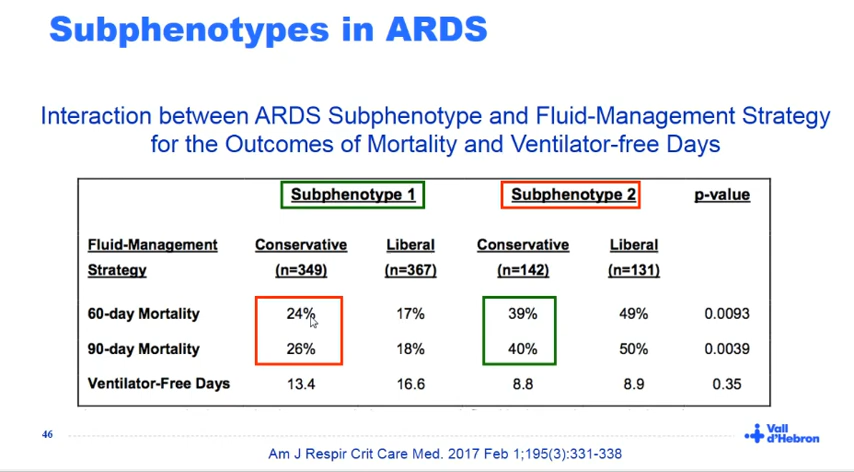 Subphenotypes in ARDS
Interaction between ARDS Subphenotype and Fluid-Management Strategy
for the Outcomes of Mortality and Ventilator-free Days
Subphenotype 1 Subphenotype 2 p-value
Fluid-Management Conservative Liberal Conservative Liberal
Strategy (n=349) (n=367) (n=142) (n=131)
60-day Mortality 24% 17% 39% 49% 0.0093
90-day Mortality 26% 18% 40% 50% 0.0039
Ventilator-Free Days 13.4 16.6 8.8 8.9 0.35
46
Vall
d'Hebron
Am J Respir Crit Care Med. 2017 Feb 1;195(3):331-338